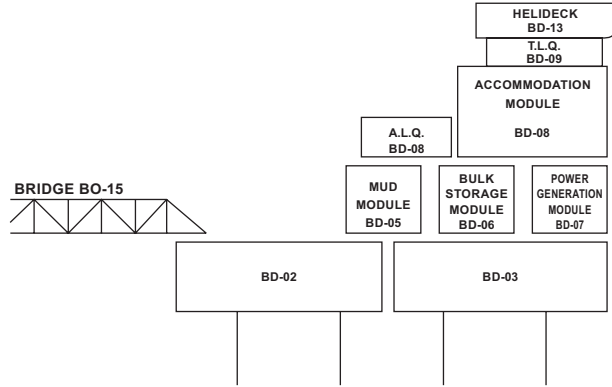 HELIDECK
BD-13
T.L.Q.
BD-09
ACCOMMODATION
MODULE
BD-08
A.L.Q.
BD-08
BRIDGE BO-15
MUD
MODULE
BD-05
BULK
STORAGE
MODULE
BD-06
POWER
GENERATION
MODULE
BD-07
BD-02
BD-03